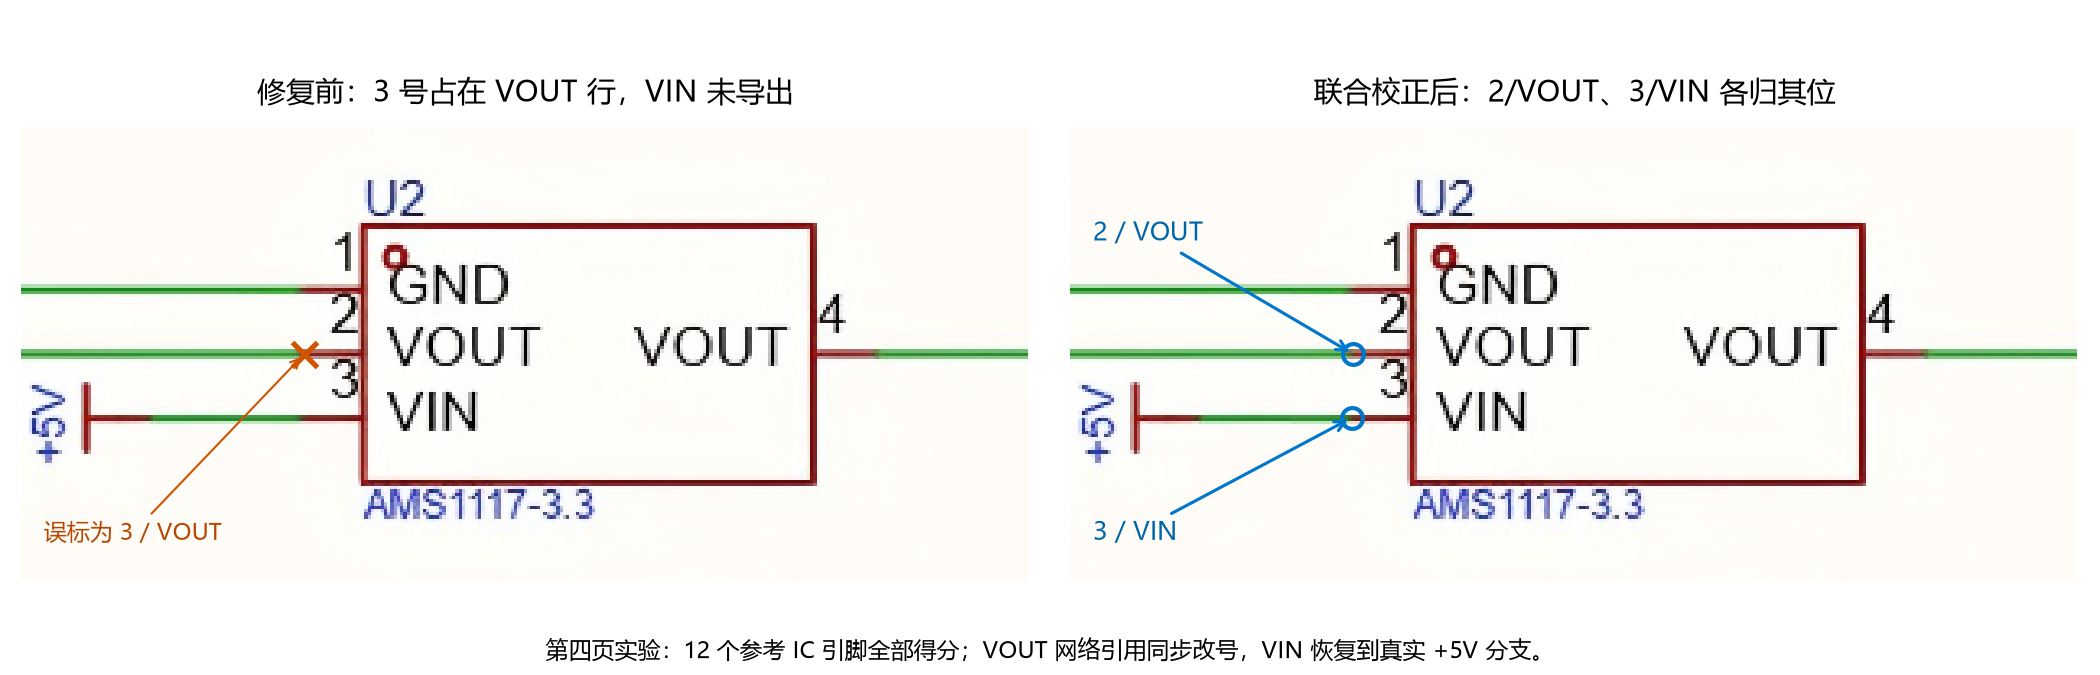 修复前：3 号占在 VOUT 行，VIN 未导出
U2
1
GND
2
VOUT
VOUT
4
3
VIN
+5V
AMS1117-3.3
误标为 3 / VOUT
联合校正后：2/VOUT、3/VIN 各归其位
U2
2 / VOUT
1
GND
2
VOUT
VOUT
4
3
VIN
+5V
AMS1117-3.3
3 / VIN
第四页实验：12 个参考 IC 引脚全部得分；VOUT 网络引用同步改号，VIN 恢复到真实 +5V 分支。